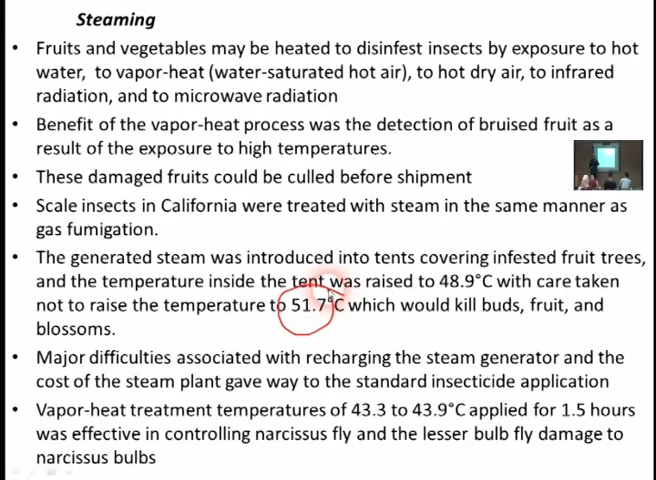 Steaming
• Fruits and vegetables may be heated to disinfest insects by exposure to hot
water, to vapor-heat (water-saturated hot air), to hot dry air, to infrared
radiation, and to microwave radiation
• Benefit of the vapor-heat process was the detection of bruised fruit as a
result of the exposure to high temperatures.
• These damaged fruits could be culled before shipment
• Scale insects in California were treated with steam in the same manner as
gas fumigation.
• The generated steam was introduced into tents covering infested fruit trees,
and the temperature inside the tent was raised to 48.9°C with care taken
not to raise the temperature to 51.7°C which would kill buds, fruit, and
blossoms.
• Major difficulties associated with recharging the steam generator and the
cost of the steam plant gave way to the standard insecticide application
• Vapor-heat treatment temperatures of 43.3 to 43.9°C applied for 1.5 hours
was effective in controlling narcissus fly and the lesser bulb fly damage to
narcissus bulbs